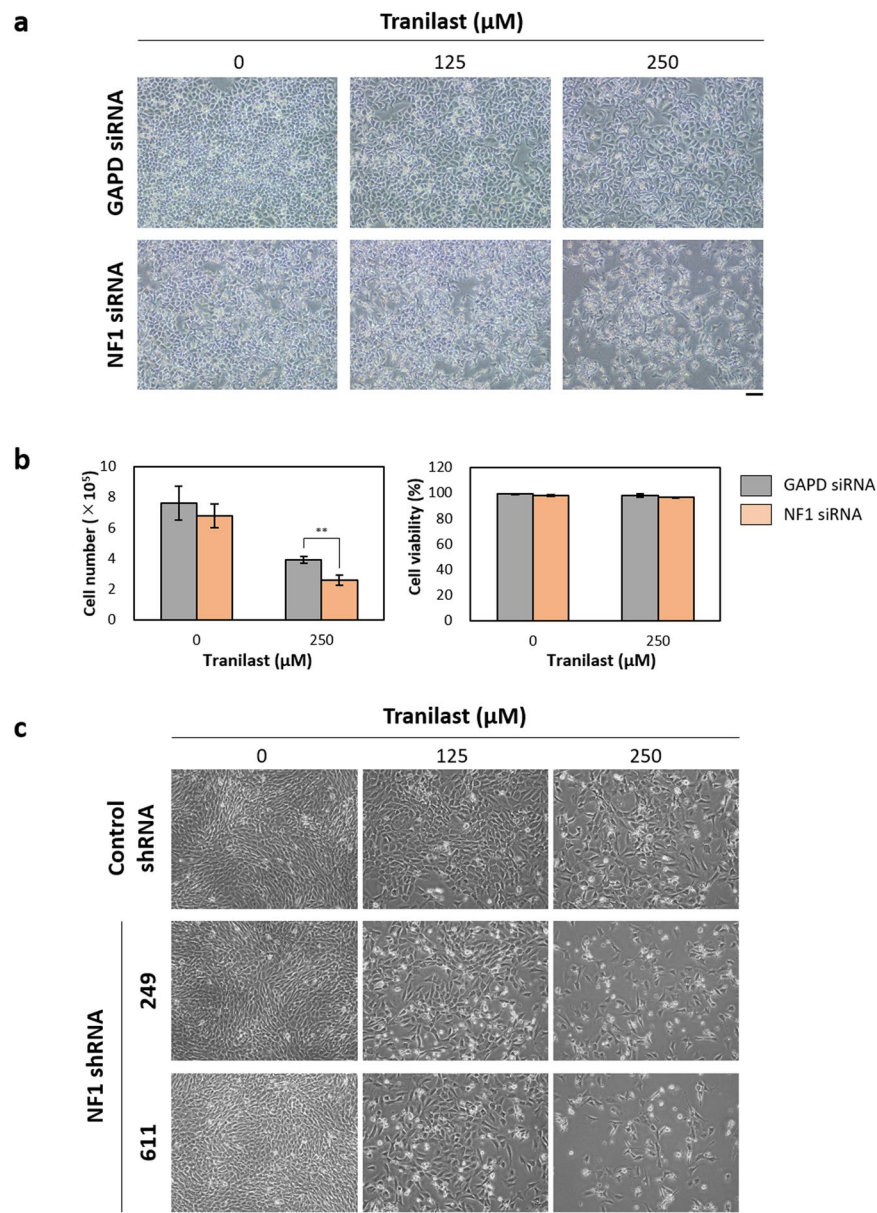 a
Tranilast (μM)
0 125 250
GAPD siRNA
NF1 siRNA
b
Cell number (×10⁵)
10
8
6
4
2
0
**
0 250
Tranilast (μM)
Cell viability (%)
120
100
80
60
40
20
0
0 250
Tranilast (μM)
GAPD siRNA
NF1 siRNA
c
Tranilast (μM)
0 125 250
Control
shRNA
NF1 shRNA
249
611